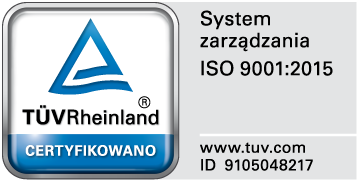 TÜVRheinland®
CERTYFIKOWANO
System
zarządzania
ISO 9001:2015
www.tuv.com
ID 9105048217